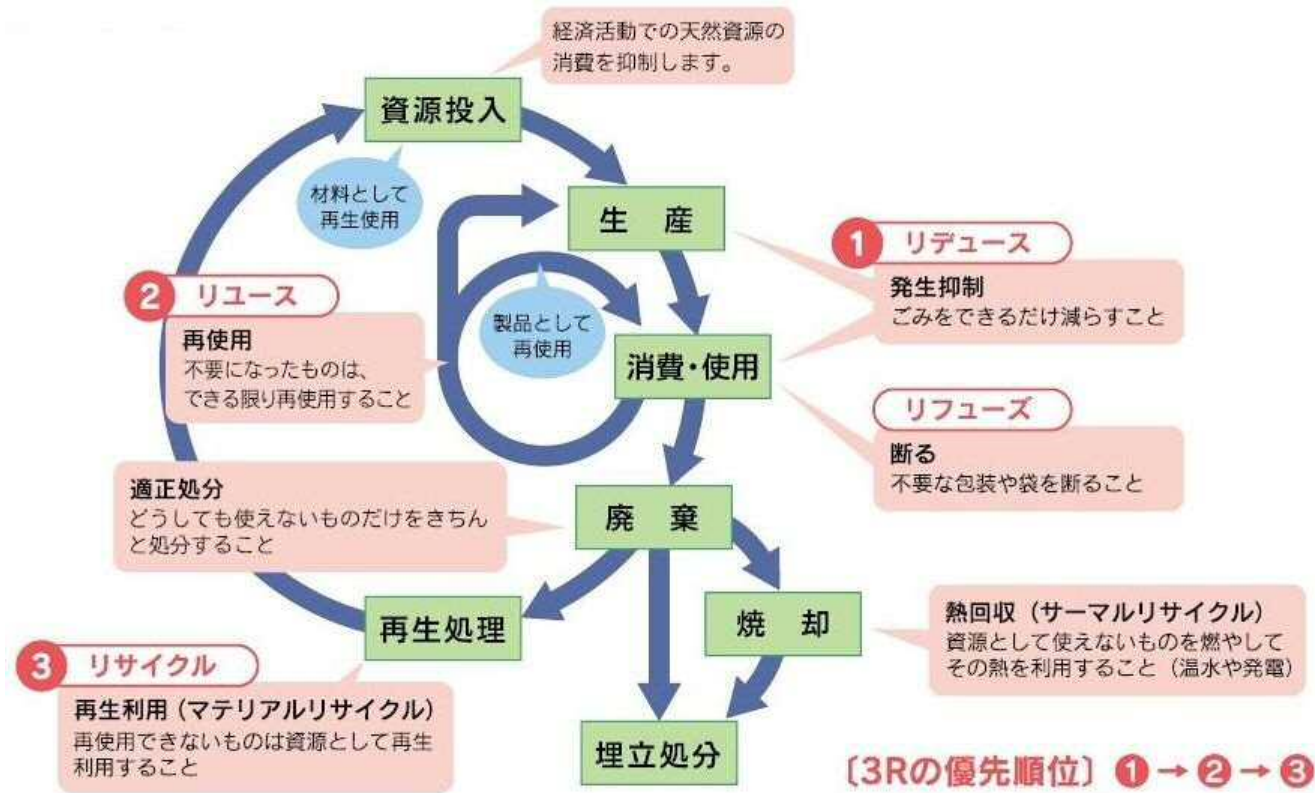 経済活動での天然資源の
消費を抑制します。
資源投入
材料として
再生使用
生 産
1 リデュース
発生抑制
ごみをできるだけ減らすこと
2 リユース
再使用
不要になったものは、
できる限り再使用すること
製品として
再使用
消費・使用
リフューズ
断る
不要な包装や袋を断ること
適正処分
どうしても使えないものだけをきちん
と処分すること
廃 棄
再生処理
焼 却
熱回収（サーマルリサイクル）
資源として使えないものを燃やして
その熱を利用すること（温水や発電）
3 リサイクル
再生利用（マテリアルリサイクル）
再使用できないものは資源として再生
利用すること
埋立処分
〔3Rの優先順位〕 1→2→3